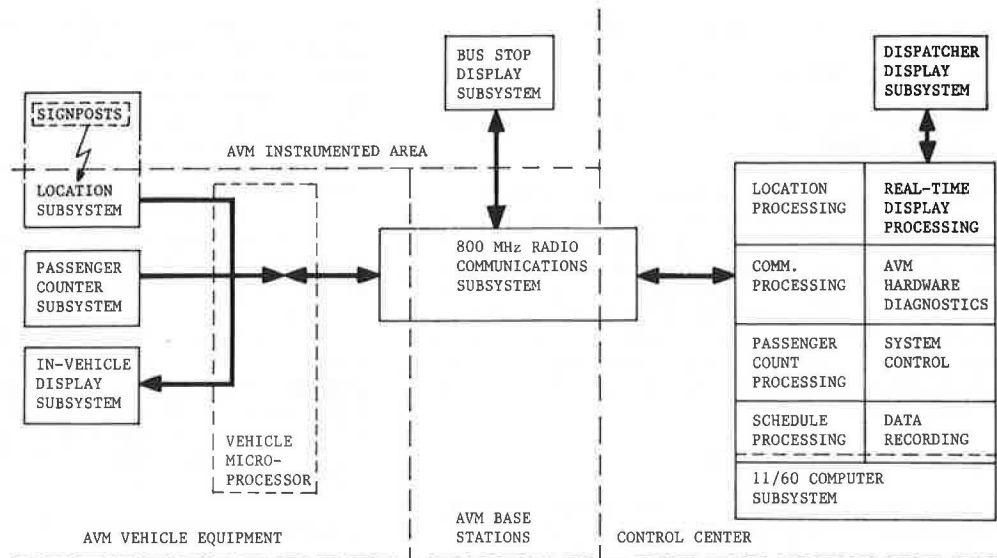 BUS STOP
DISPLAY
SUBSYSTEM
DISPATCHER
DISPLAY
SUBSYSTEM
SIGNPOSTS
AVM INSTRUMENTED AREA
LOCATION
SUBSYSTEM
PASSENGER
COUNTER
SUBSYSTEM
IN-VEHICLE
DISPLAY
SUBSYSTEM
VEHICLE
MICRO-
PROCESSOR
800 MHz RADIO
COMMUNICATIONS
SUBSYSTEM
LOCATION
PROCESSING
REAL-TIME
DISPLAY
PROCESSING
COMM.
PROCESSING
AVM
HARDWARE
DIAGNOSTICS
PASSENGER
COUNT
PROCESSING
SYSTEM
CONTROL
SCHEDULE
PROCESSING
DATA
RECORDING
11/60 COMPUTER
SUBSYSTEM
AVM VEHICLE EQUIPMENT
AVM BASE
STATIONS
CONTROL CENTER